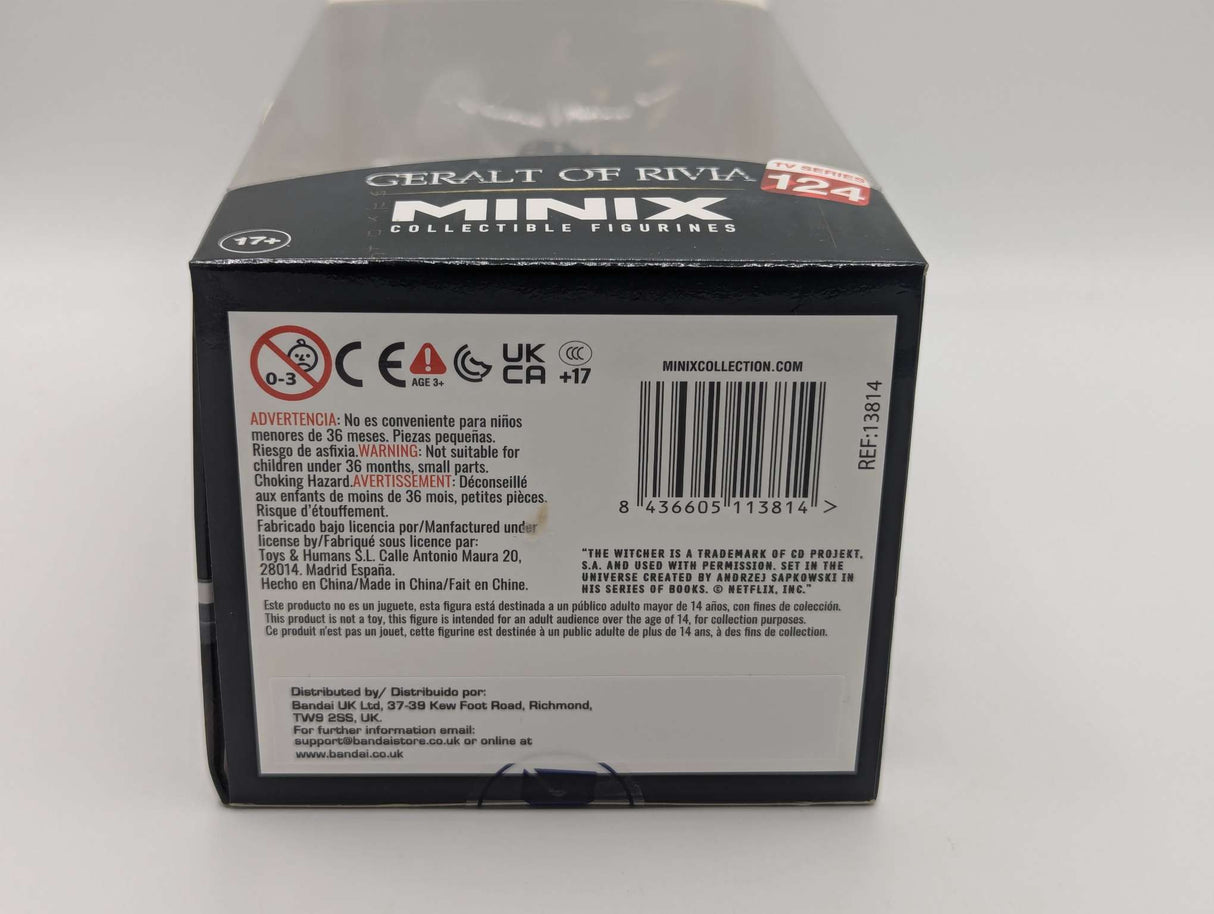 GERALT OF RIVIA
TV SERIES
124
MINIX
COLLECTIBLE FIGURINES
17+
0-3
CE
AGE 3+
UK
CA
CCC
+17
MINIXCOLLECTION.COM
REF:13814
8 436605 113814 >
ADVERTENCIA: No es conveniente para niños
menores de 36 meses. Piezas pequeñas.
Riesgo de asfixia.WARNING: Not suitable for
children under 36 months, small parts.
Choking Hazard.AVERTISSEMENT: Déconseillé
aux enfants de moins de 36 mois, petites pièces.
Risque d'étouffement.
Fabricado bajo licencia por/Manfactured under
license by/Fabriqué sous licence par:
Toys & Humans S.L. Calle Antonio Maura 20,
28014. Madrid España.
Hecho en China/Made in China/Fait en Chine.
"THE WITCHER IS A TRADEMARK OF CD PROJEKT,
S.A. AND USED WITH PERMISSION. SET IN THE
UNIVERSE CREATED BY ANDRZEJ SAPKOWSKI IN
HIS SERIES OF BOOKS. © NETFLIX, INC."
Este producto no es un juguete, esta figura está destinada a un público adulto mayor de 14 años, con fines de colección.
This product is not a toy, this figure is intended for an adult audience over the age of 14, for collection purposes.
Ce produit n'est pas un jouet, cette figurine est destinée à un public adulte de plus de 14 ans, à des fins de collection.
Distributed by/ Distribuido por:
Bandai UK Ltd, 37-39 Kew Foot Road, Richmond,
TW9 2SS, UK.
For further information email:
support@bandaistore.co.uk or online at
www.bandai.co.uk